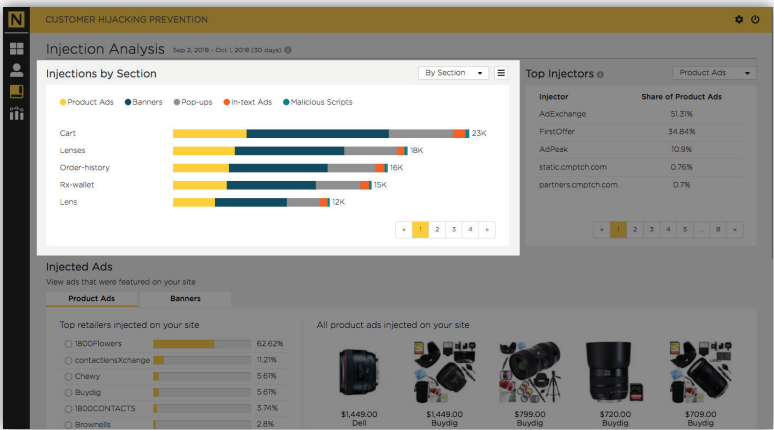 N
CUSTOMER HiJACKING PREVENTION
Injection Analysis Sep 2, 2018 - Oct 1, 2018 (30 days)
Injections by Section
By Section
Product Ads Banners Pop-ups In-text Ads Malicious Scripts
Cart 23K
Lenses 18K
Order-history 16K
Rx-wallet 15K
Lens 12K
« 1 2 3 4 »
Top Injectors
Product Ads
Injector Share of Product Ads
AdExchange 51.31%
FirstOffer 34.84%
AdPeak 10.9%
static.cmptch.com 0.76%
partners.cmptch.com 0.7%
« 1 2 3 4 5 ... 8 »
Injected Ads
View ads that were featured on your site
Product Ads Banners
Top retailers injected on your site
1800Flowers 62.62%
contactlensXchange 11.21%
Chewy 5.61%
Buydig 5.61%
1800CONTACTS 3.74%
Brownells 2.8%
All product ads injected on your site
$1,449.00 $1,449.00 $799.00 $720.00 $709.00
Dell Buydig Buydig Buydig Buydig